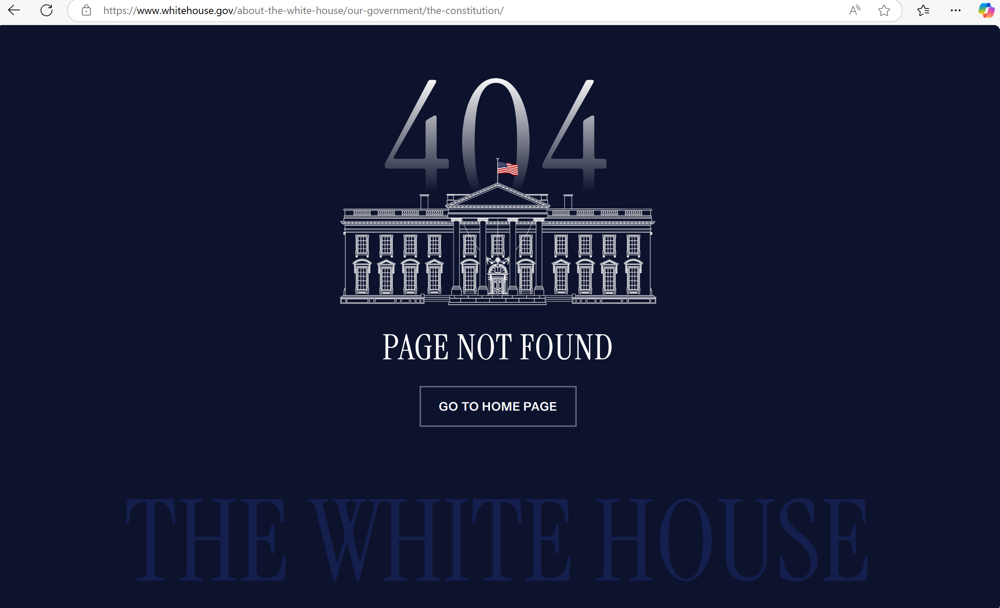 https://www.whitehouse.gov/about-the-white-house/our-government/the-constitution/
404
PAGE NOT FOUND
GO TO HOME PAGE
THE WHITE HOUSE